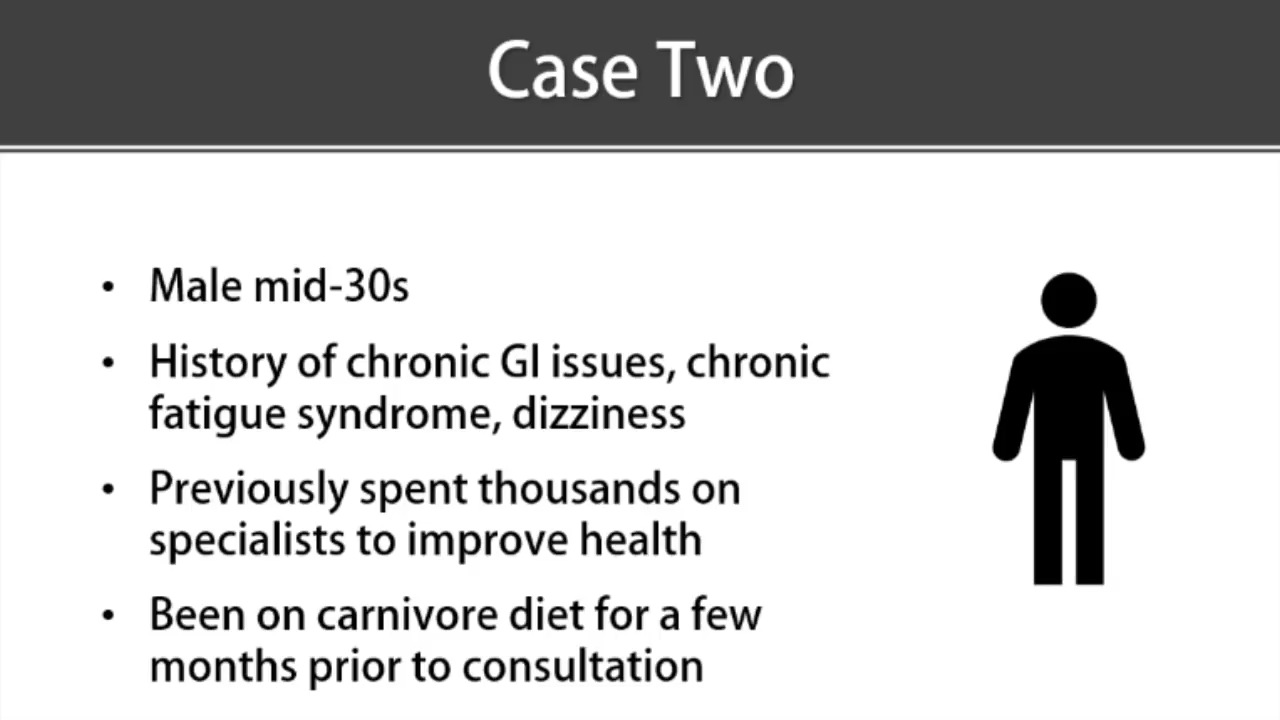 Case Two
• Male mid-30s
• History of chronic GI issues, chronic
fatigue syndrome, dizziness
• Previously spent thousands on
specialists to improve health
• Been on carnivore diet for a few
months prior to consultation